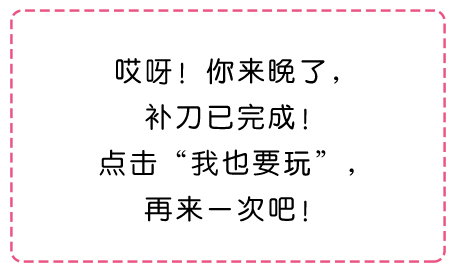 哎呀！你来晚了，
补刀已完成！
点击“我也要玩”，
再来一次吧！